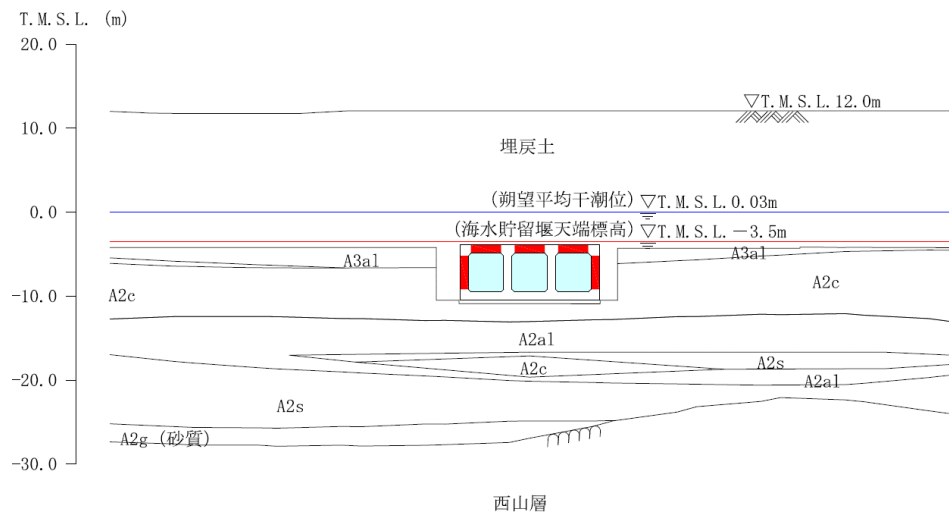 T.M.S.L. (m)
20.0
▽T.M.S.L.12.0m
10.0
埋戻土
(朔望平均干潮位) ▽T.M.S.L.0.03m
0.0
(海水貯留堰天端標高) ▽T.M.S.L.－3.5m
A3al
A3al
A2c
A2c
-10.0
A2al
A2s
A2c
A2al
-20.0
A2s
A2g (砂質)
-30.0
西山層